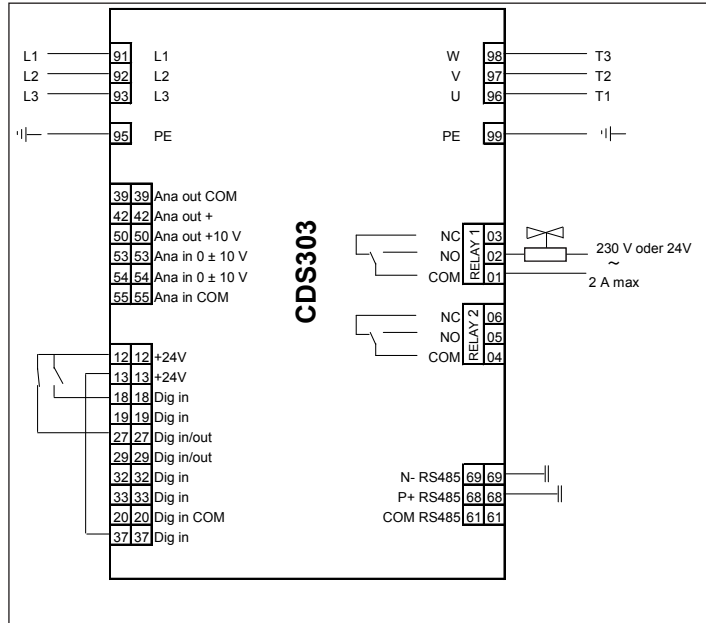 L1 91 L1
L2 92 L2
L3 93 L3
95 PE
W 98 T3
V 97 T2
U 96 T1
PE 99
39 39 Ana out COM
42 42 Ana out +
50 50 Ana out +10 V
53 53 Ana in 0 ± 10 V
54 54 Ana in 0 ± 10 V
55 55 Ana in COM
12 12 +24V
13 13 +24V
18 18 Dig in
19 19 Dig in
27 27 Dig in/out
29 29 Dig in/out
32 32 Dig in
33 33 Dig in
20 20 Dig in COM
37 37 Dig in
CDS303
RELAY 1
NC 03
NO 02
COM 01
230 V oder 24V
~
2 A max
RELAY 2
NC 06
NO 05
COM 04
N- RS485 69 69
P+ RS485 68 68
COM RS485 61 61